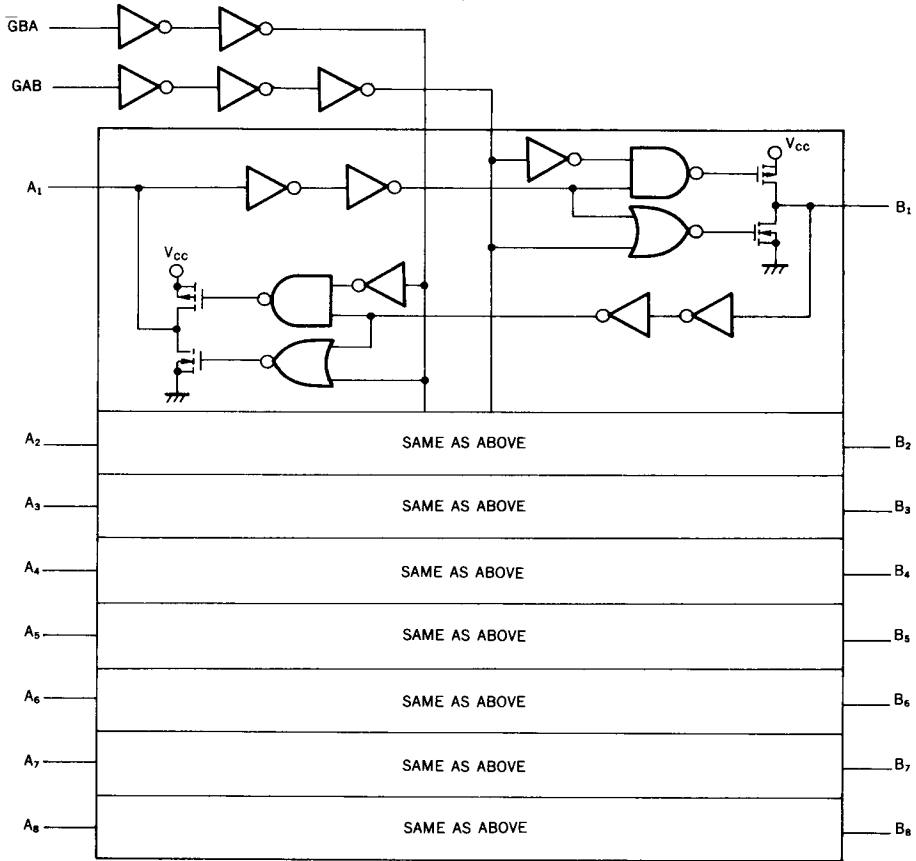 G̅BA
GAB
Vcc
A₁
B₁
Vcc
A₂ SAME AS ABOVE B₂
A₃ SAME AS ABOVE B₃
A₄ SAME AS ABOVE B₄
A₅ SAME AS ABOVE B₅
A₆ SAME AS ABOVE B₆
A₇ SAME AS ABOVE B₇
A₈ SAME AS ABOVE B₈